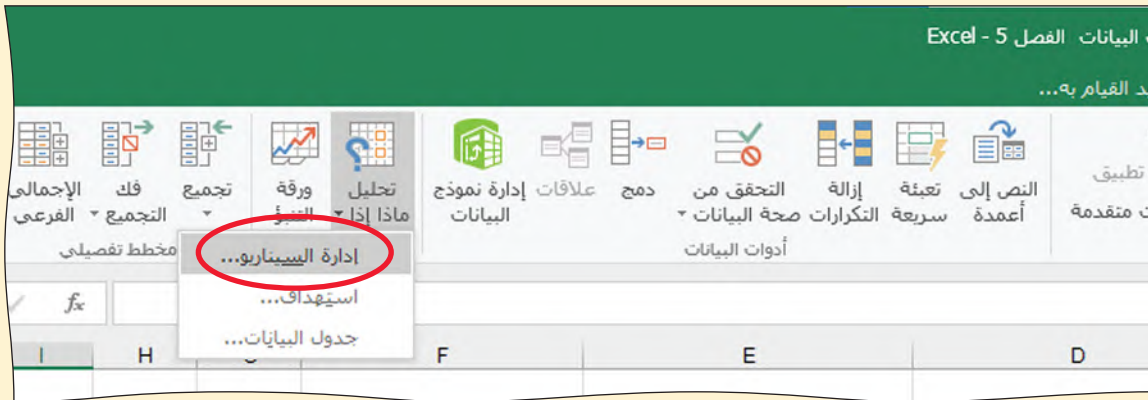 البيانات الفصل 5 - Excel
القيام به...
تطبيق
متقدمة
النص إلى أعمدة
تعبئة سريعة
إزالة التكرارات
التحقق من صحة البيانات
دمج
علاقات
إدارة نموذج البيانات
تحليل ماذا إذا
ورقة التنبؤ
تجميع
فك التجميع
الإجمالي الفرعي
أدوات البيانات
مخطط تفصيلي
إدارة السيناريو...
استهداف...
جدول البيانات...
fx
D
E
F
H
I